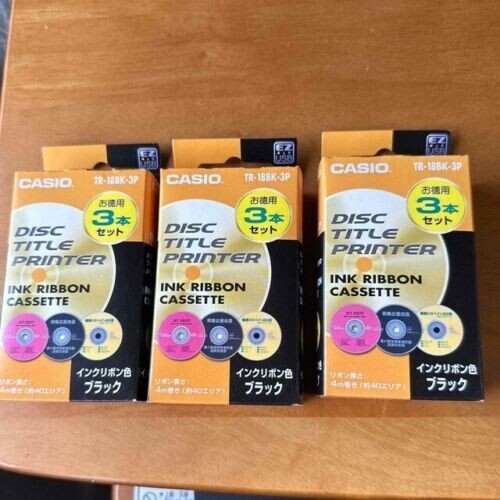 CASIO
TR-18BK-3P
お徳用
3本
セット
DISC
TITLE
PRINTER
INK RIBBON
CASSETTE
インクリボン色
ブラック
リボン長さ:
4m巻き(約40エリア)
EZ
USB
CASIO
TR-18BK-3P
お徳用
3本
セット
DISC
TITLE
PRINTER
INK RIBBON
CASSETTE
インクリボン色
ブラック
リボン長さ:
4m巻き(約40エリア)
EZ
USB
CASIO
TR-18BK-3P
お徳用
3本
セット
DISC
TITLE
PRINTER
INK RIBBON
CASSETTE
インクリボン色
ブラック
リボン長さ:
4m巻き(約40エリア)